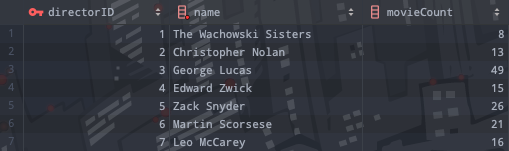 directorID name movieCount
1 1 The Wachowski Sisters 8
2 2 Christopher Nolan 13
3 3 George Lucas 49
4 4 Edward Zwick 15
5 5 Zack Snyder 26
6 6 Martin Scorsese 21
7 7 Leo McCarey 16